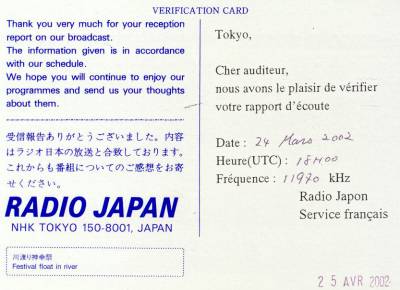 VERIFICATION CARD
Thank you very much for your reception
report on our broadcast.
The information given is in accordance
with our schedule.
We hope you will continue to enjoy our
programmes and send us your thoughts
about them.
受信報告ありがとうございました。内容
はラジオ日本の放送と合致しております。
これからも番組についてのご感想をお寄
せください。
RADIO JAPAN
NHK TOKYO 150-8001, JAPAN
川渡り神幸祭
Festival float in river
Tokyo,
Cher auditeur,
nous avons le plaisir de vérifier
votre rapport d'écoute
Date : 24 Mars 2002
Heure(UTC) : 18H00
Fréquence : 11970 kHz
Radio Japon
Service français
25 AVR 2002